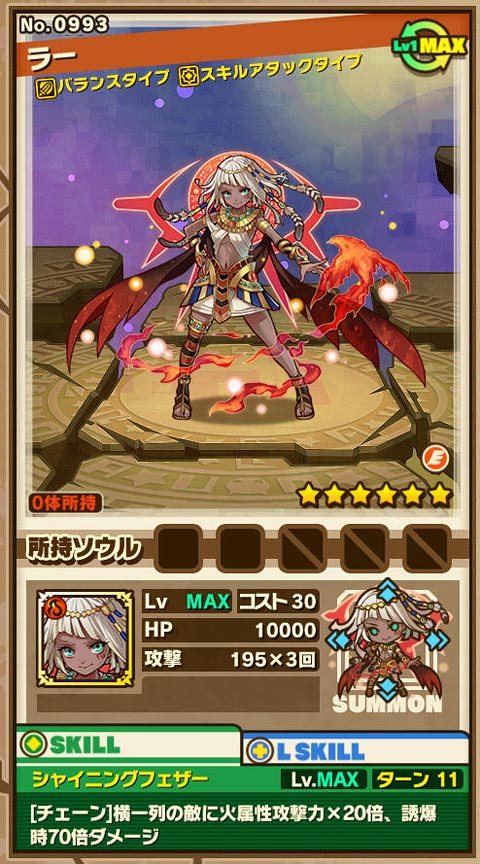 No.0993
ラー
Lv1 MAX
バランスタイプ スキルアタックタイプ
E
0体所持
所持ソウル
Lv MAX コスト 30
HP 10000
攻撃 195×3回
SUMMON
SKILL
L SKILL
シャイニングフェザー Lv.MAX ターン 11
[チェーン]横一列の敵に火属性攻撃力×20倍、誘爆
時70倍ダメージ